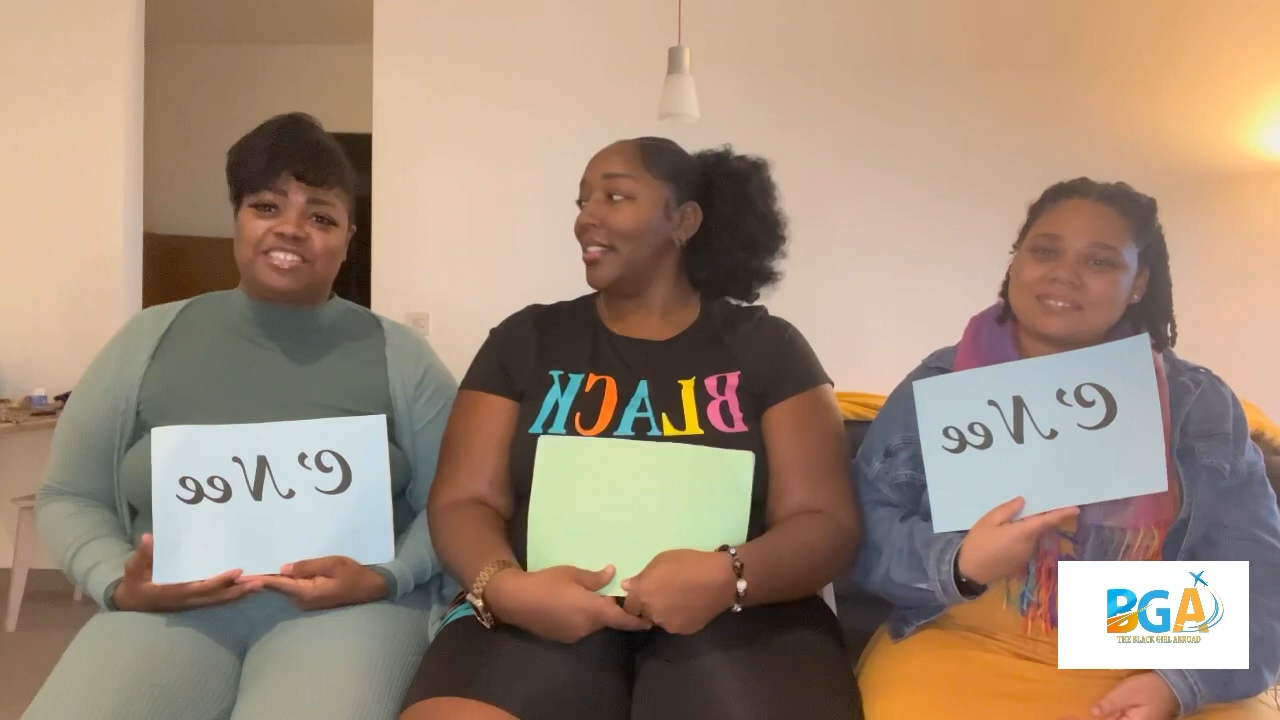 BLACK
C'Nee
C'Nee
BGA
THE BLACK GIRL ABROAD